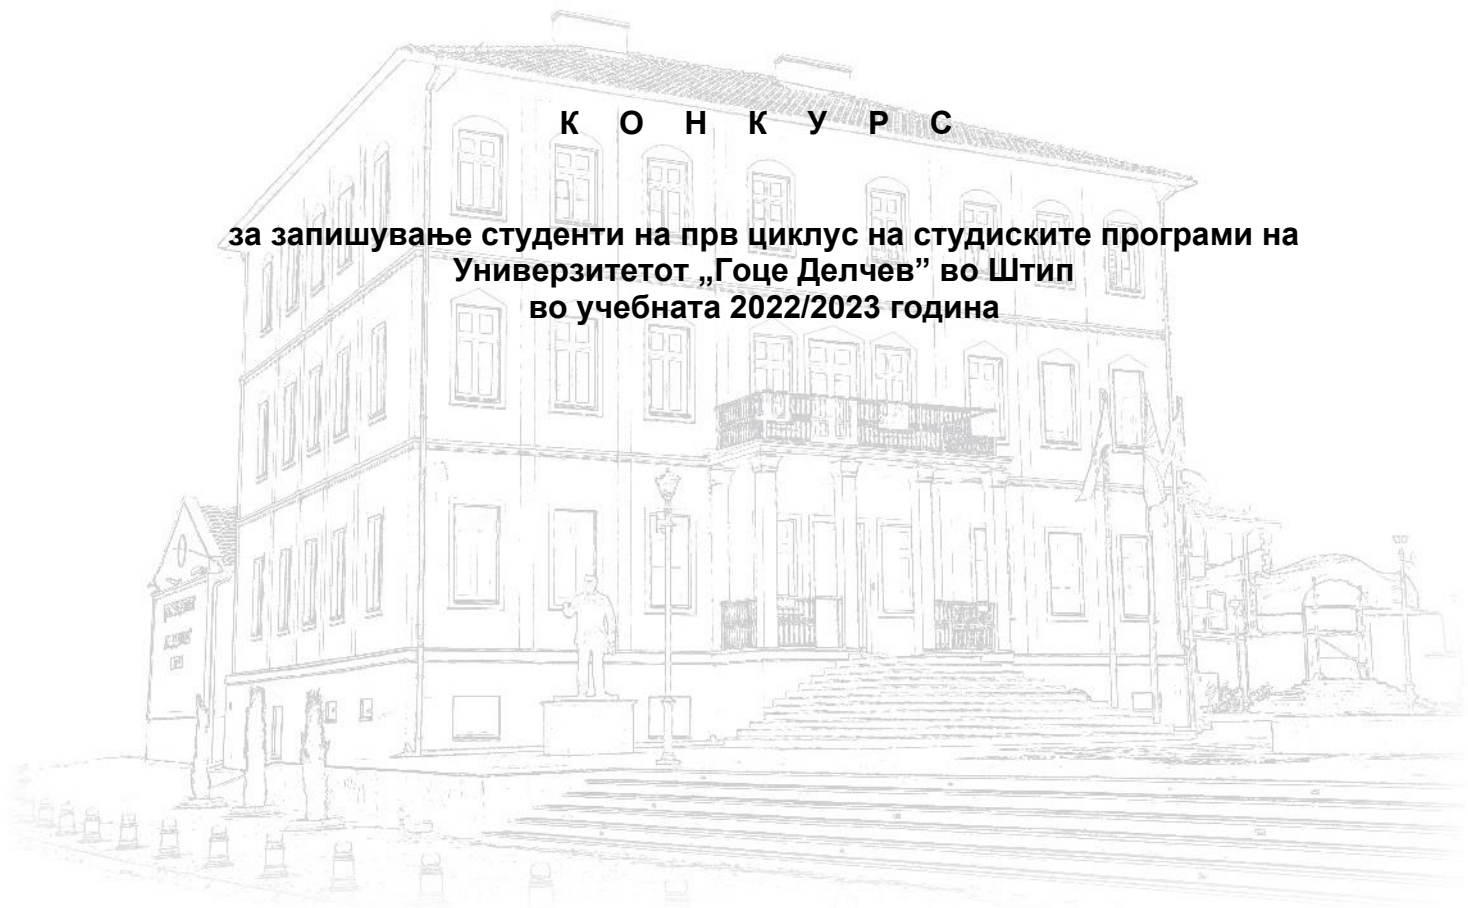 К О Н К У Р С
за запишување студенти на прв циклус на студиските програми на
Универзитетот „Гоце Делчев” во Штип
во учебната 2022/2023 година